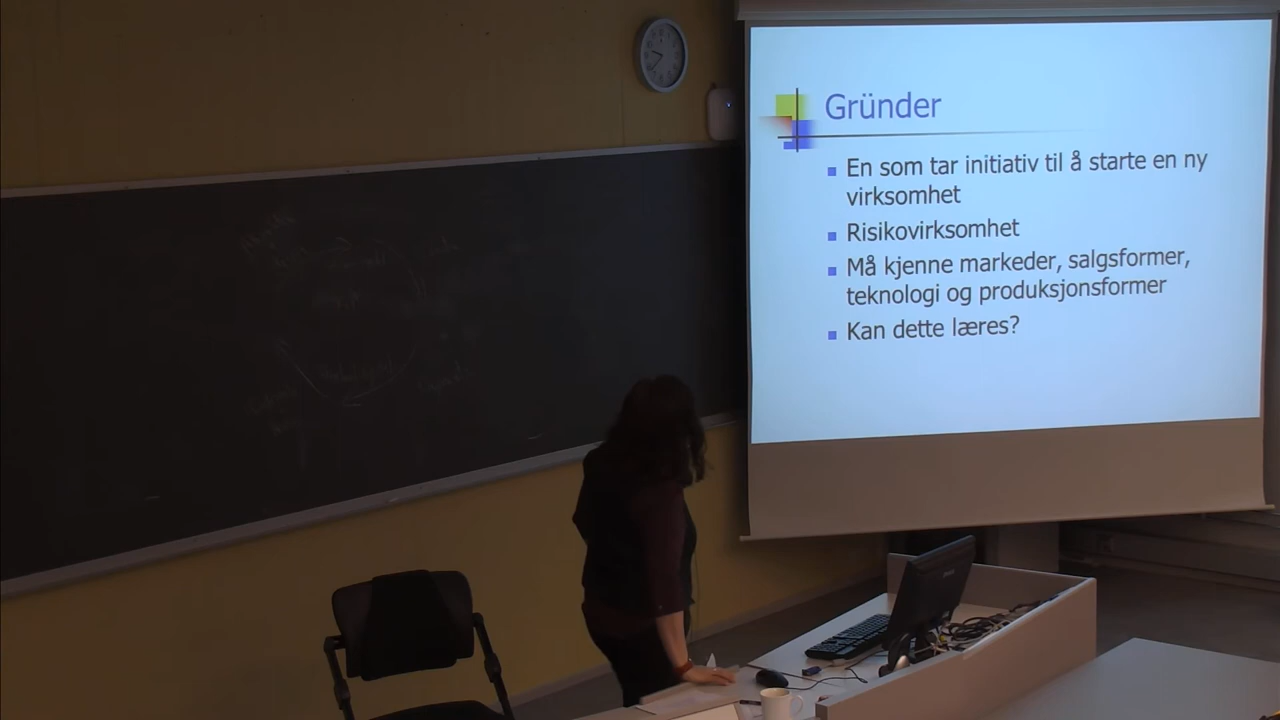 Gründer
En som tar initiativ til å starte en ny
virksomhet
Risikovirksomhet
Må kjenne markeder, salgsformer,
teknologi og produksjonsformer
Kan dette læres?